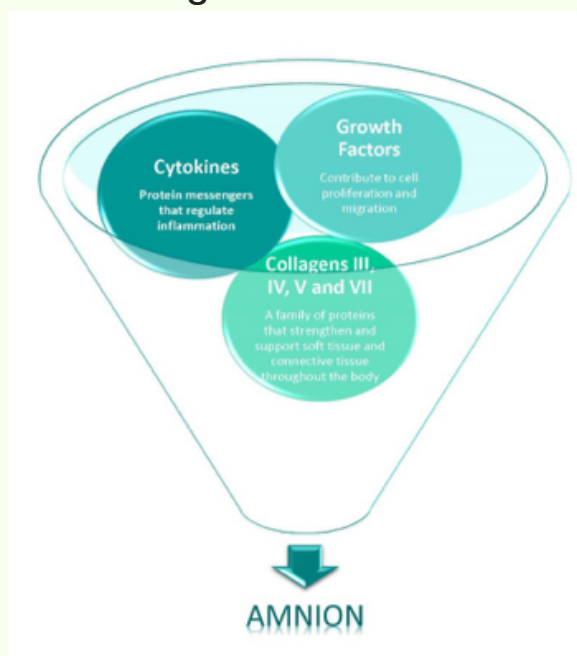 Cytokines
Protein messengers
that regulate
inflammation
Growth
Factors
Contribute to cell
proliferation and
migration
Collagens III,
IV, V and VII
A family of proteins
that strengthen and
support soft tissue and
connective tissue
throughout the body
AMNION